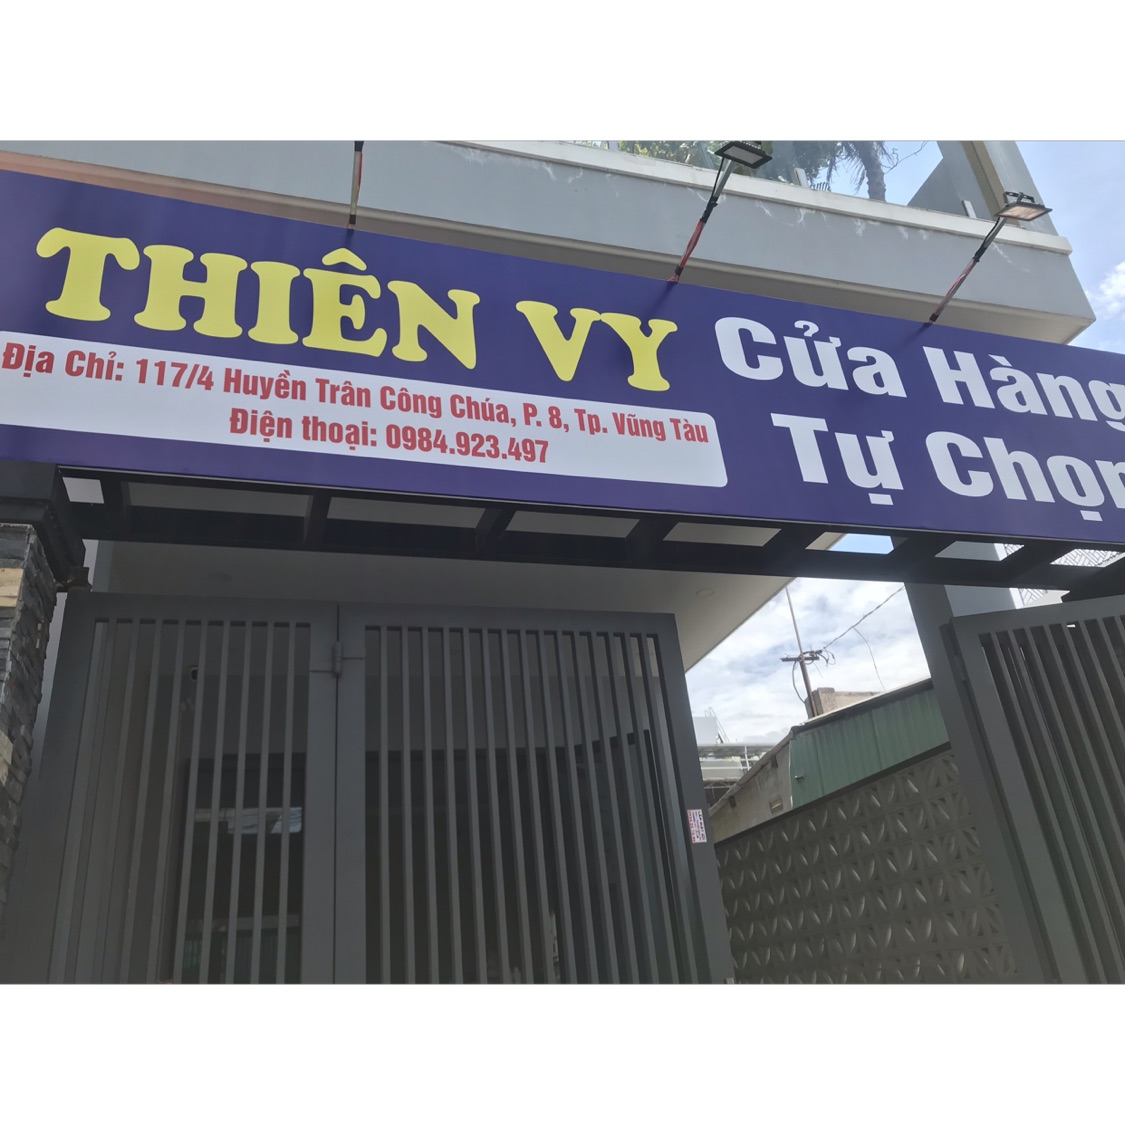 THIÊN VY
Địa Chỉ: 117/4 Huyền Trân Công Chúa, P. 8, Tp. Vũng Tàu
Điện thoại: 0984.923.497
Cửa Hàng
Tự Chọn